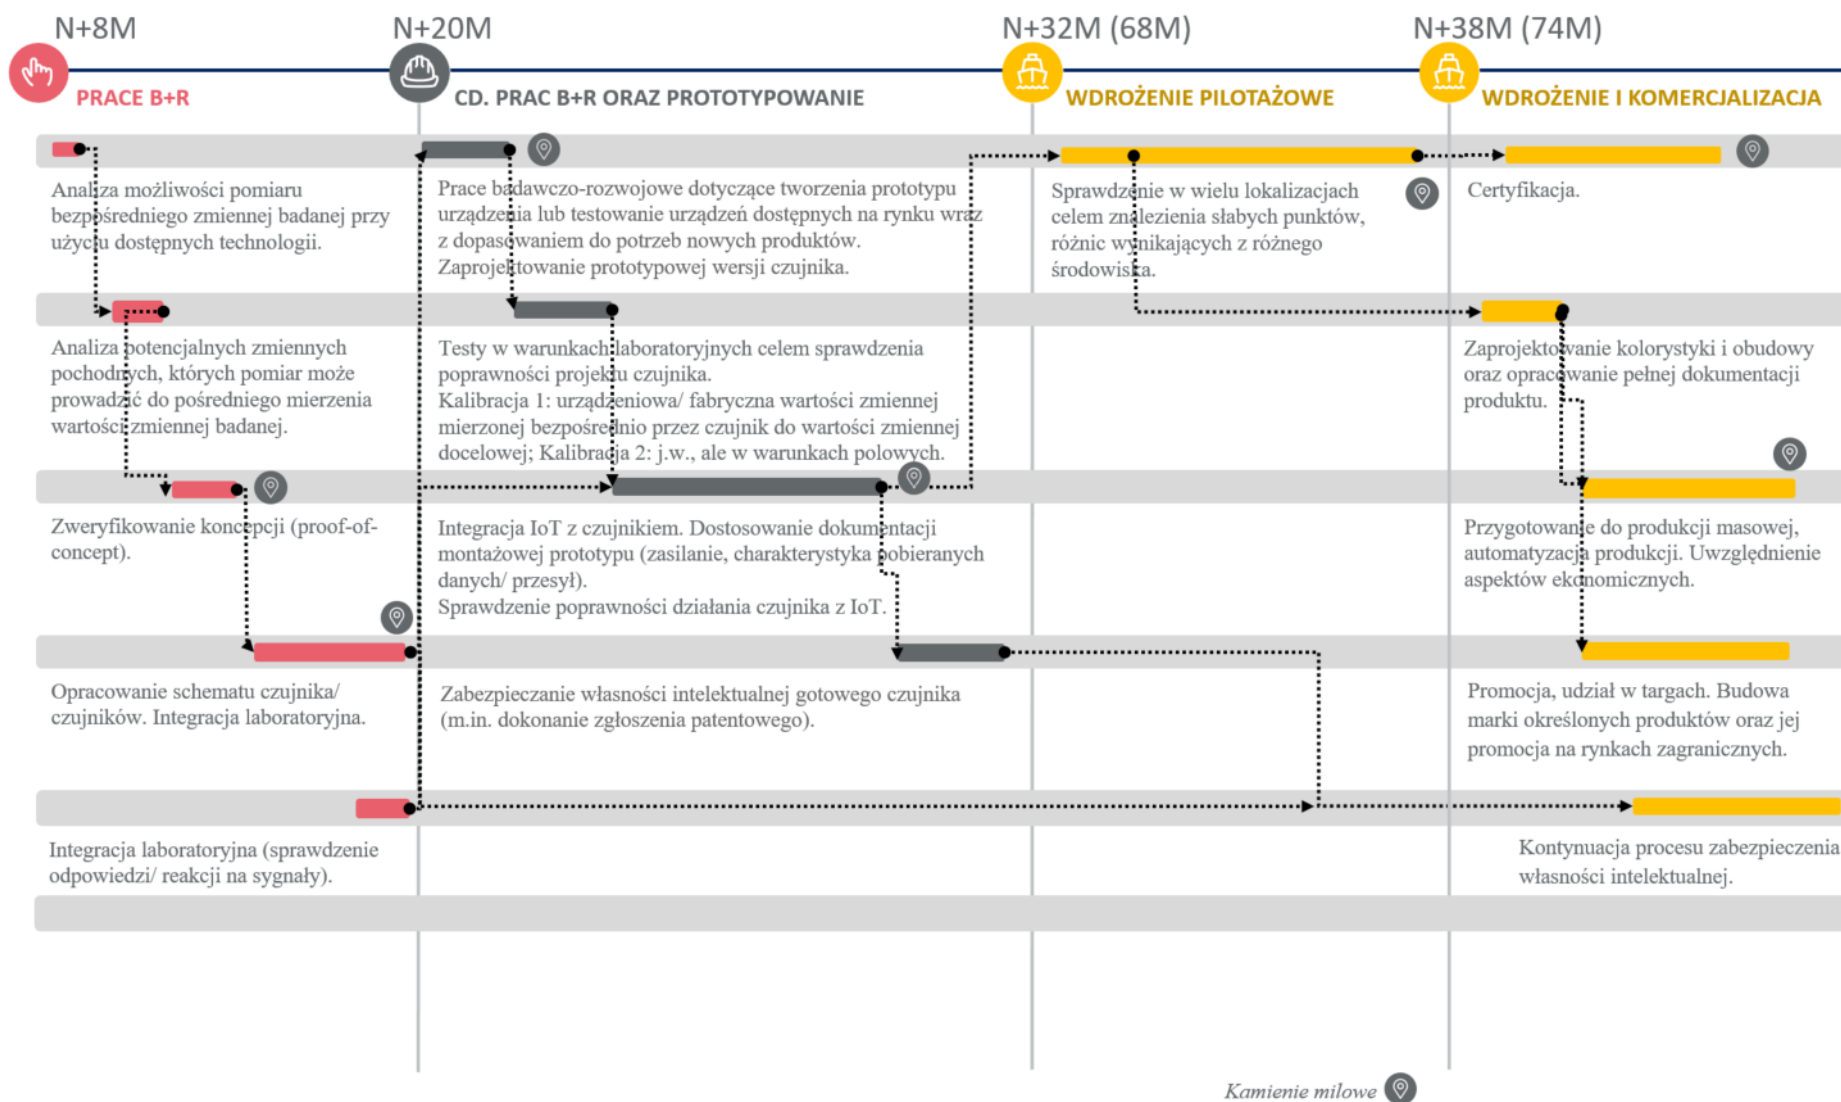 N+8M
N+20M
N+32M (68M)
N+38M (74M)
PRACE B+R
CD. PRAC B+R ORAZ PROTOTYPOWANIE
WDROŻENIE PILOTAŻOWE
WDROŻENIE I KOMERCJALIZACJA
Analiza możliwości pomiaru
bezpośredniego zmiennej badanej przy
użyciu dostępnych technologii.
Analiza potencjalnych zmiennych
pochodnych, których pomiar może
prowadzić do pośredniego mierzenia
wartości zmiennej badanej.
Zweryfikowanie koncepcji (proof-of-
concept).
Opracowanie schematu czujnika/
czujników. Integracja laboratoryjna.
Integracja laboratoryjna (sprawdzenie
odpowiedzi/ reakcji na sygnały).
Prace badawczo-rozwojowe dotyczące tworzenia prototypu
urządzenia lub testowanie urządzeń dostępnych na rynku wraz
z dopasowaniem do potrzeb nowych produktów.
Zaprojektowanie prototypowej wersji czujnika.
Testy w warunkach laboratoryjnych celem sprawdzenia
poprawności projektu czujnika.
Kalibracja 1: urządzeniowa/ fabryczna wartości zmiennej
mierzonej bezpośrednio przez czujnik do wartości zmiennej
docelowej; Kalibracja 2: j.w., ale w warunkach polowych.
Integracja IoT z czujnikiem. Dostosowanie dokumentacji
montażowej prototypu (zasilanie, charakterystyka pobieranych
danych/ przesył).
Sprawdzenie poprawności działania czujnika z IoT.
Zabezpieczanie własności intelektualnej gotowego czujnika
(m.in. dokonanie zgłoszenia patentowego).
Sprawdzenie w wielu lokalizacjach
celem znalezienia słabych punktów,
różnic wynikających z różnego
środowiska.
Certyfikacja.
Zaprojektowanie kolorystyki i obudowy
oraz opracowanie pełnej dokumentacji
produktu.
Przygotowanie do produkcji masowej,
automatyzacja produkcji. Uwzględnienie
aspektów ekonomicznych.
Promocja, udział w targach. Budowa
marki określonych produktów oraz jej
promocja na rynkach zagranicznych.
Kontynuacja procesu zabezpieczenia
własności intelektualnej.
Kamienie milowe